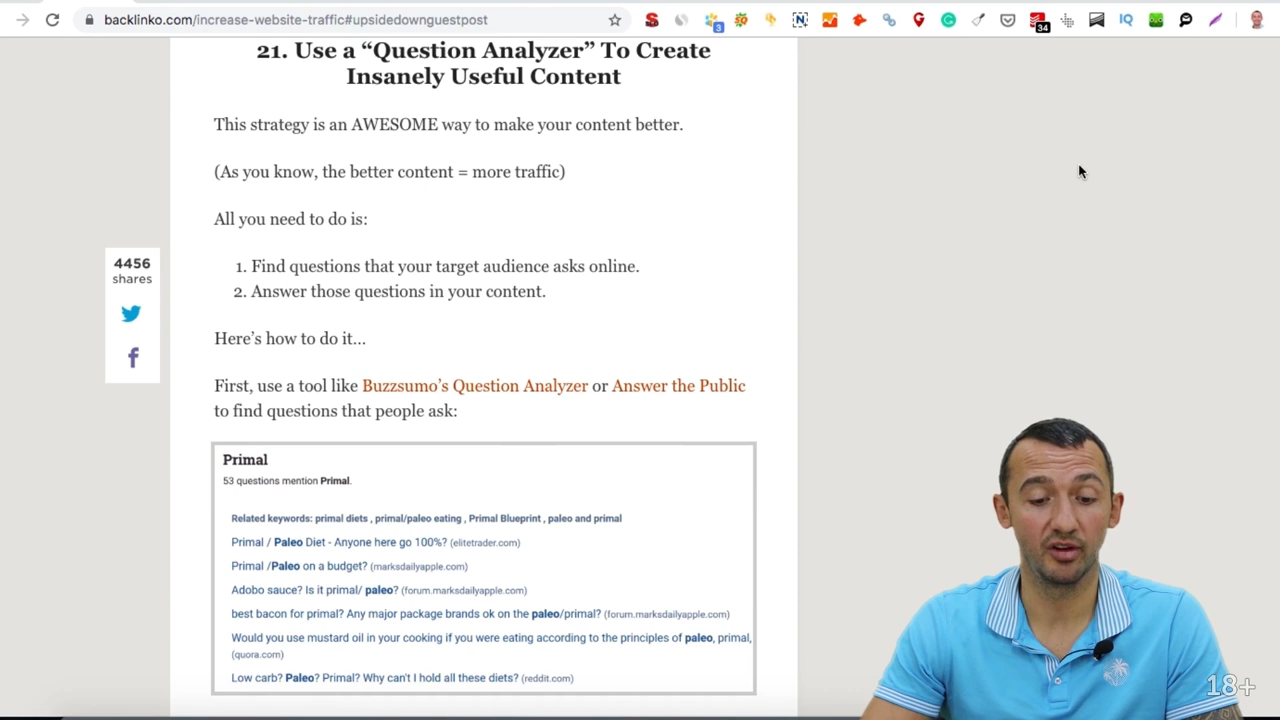 backlinko.com/increase-website-traffic#upsidedownguestpost
3
34
IQ
21. Use a “Question Analyzer” To Create
Insanely Useful Content
This strategy is an AWESOME way to make your content better.
(As you know, the better content = more traffic)
All you need to do is:
1. Find questions that your target audience asks online.
2. Answer those questions in your content.
4456
shares
Here’s how to do it...
First, use a tool like Buzzsumo’s Question Analyzer or Answer the Public
to find questions that people ask:
Primal
53 questions mention Primal.
Related keywords: primal diets , primal/paleo eating , Primal Blueprint , paleo and primal
Primal / Paleo Diet - Anyone here go 100%? (elitetrader.com)
Primal /Paleo on a budget? (marksdailyapple.com)
Adobo sauce? Is it primal/ paleo? (forum.marksdailyapple.com)
best bacon for primal? Any major package brands ok on the paleo/primal? (forum.marksdailyapple.com)
Would you use mustard oil in your cooking if you were eating according to the principles of paleo, primal,
(quora.com)
Low carb? Paleo? Primal? Why can't I hold all these diets? (reddit.com)
18+